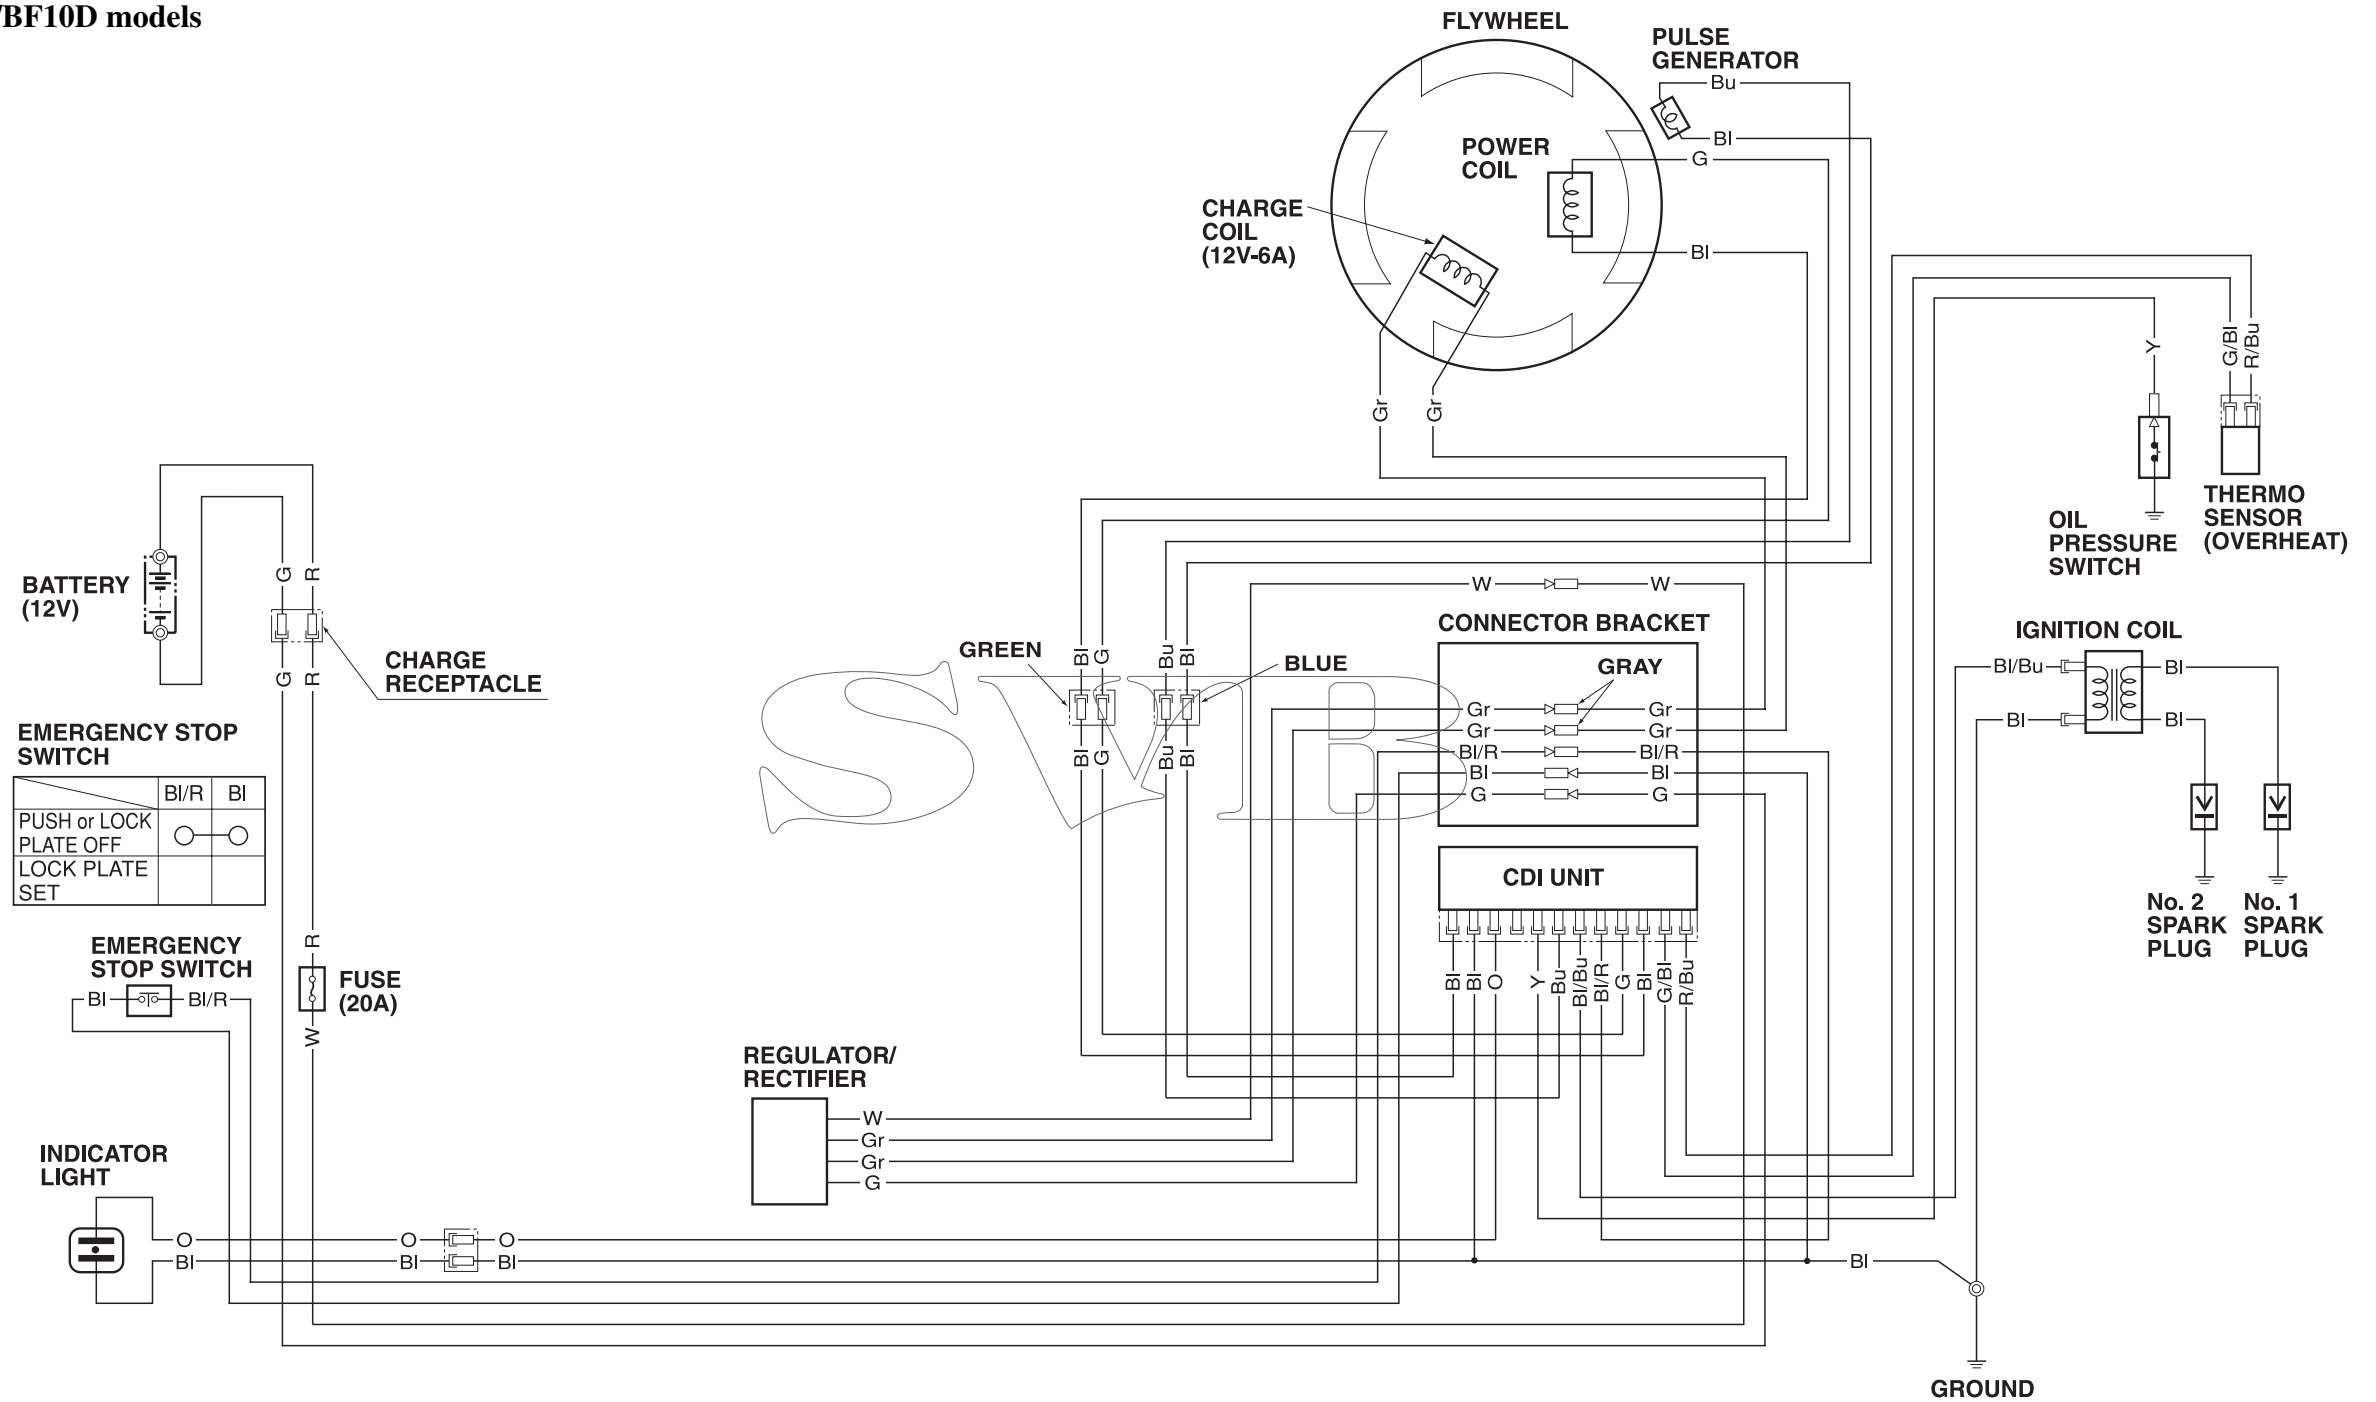 /BF10D models
FLYWHEEL
PULSE
GENERATOR
Bu
Bl
G
POWER
COIL
CHARGE
COIL
(12V-6A)
Bl
Gr
Gr
Y
G/Bl
R/Bu
OIL
PRESSURE
SWITCH
THERMO
SENSOR
(OVERHEAT)
BATTERY
(12V)
G
R
G
R
CHARGE
RECEPTACLE
W
W
CONNECTOR BRACKET
GREEN
Bl
G
Bu
Bl
BLUE
GRAY
Bl
G
Bu
Bl
Gr
Gr
Gr
Gr
Bl/R
Bl/R
Bl
Bl
G
G
SVB
IGNITION COIL
Bl/Bu
Bl
Bl
Bl
No. 2
SPARK
PLUG
No. 1
SPARK
PLUG
EMERGENCY STOP
SWITCH
Bl/R Bl
PUSH or LOCK
PLATE OFF
LOCK PLATE
SET
EMERGENCY
STOP SWITCH
Bl
Bl/R
R
FUSE
(20A)
W
CDI UNIT
Bl
Bl
O
Y
Bu
Bl/Bu
Bl/R
G
Bl
G/Bl
R/Bu
REGULATOR/
RECTIFIER
W
Gr
Gr
G
INDICATOR
LIGHT
O
O
O
Bl
Bl
Bl
Bl
GROUND